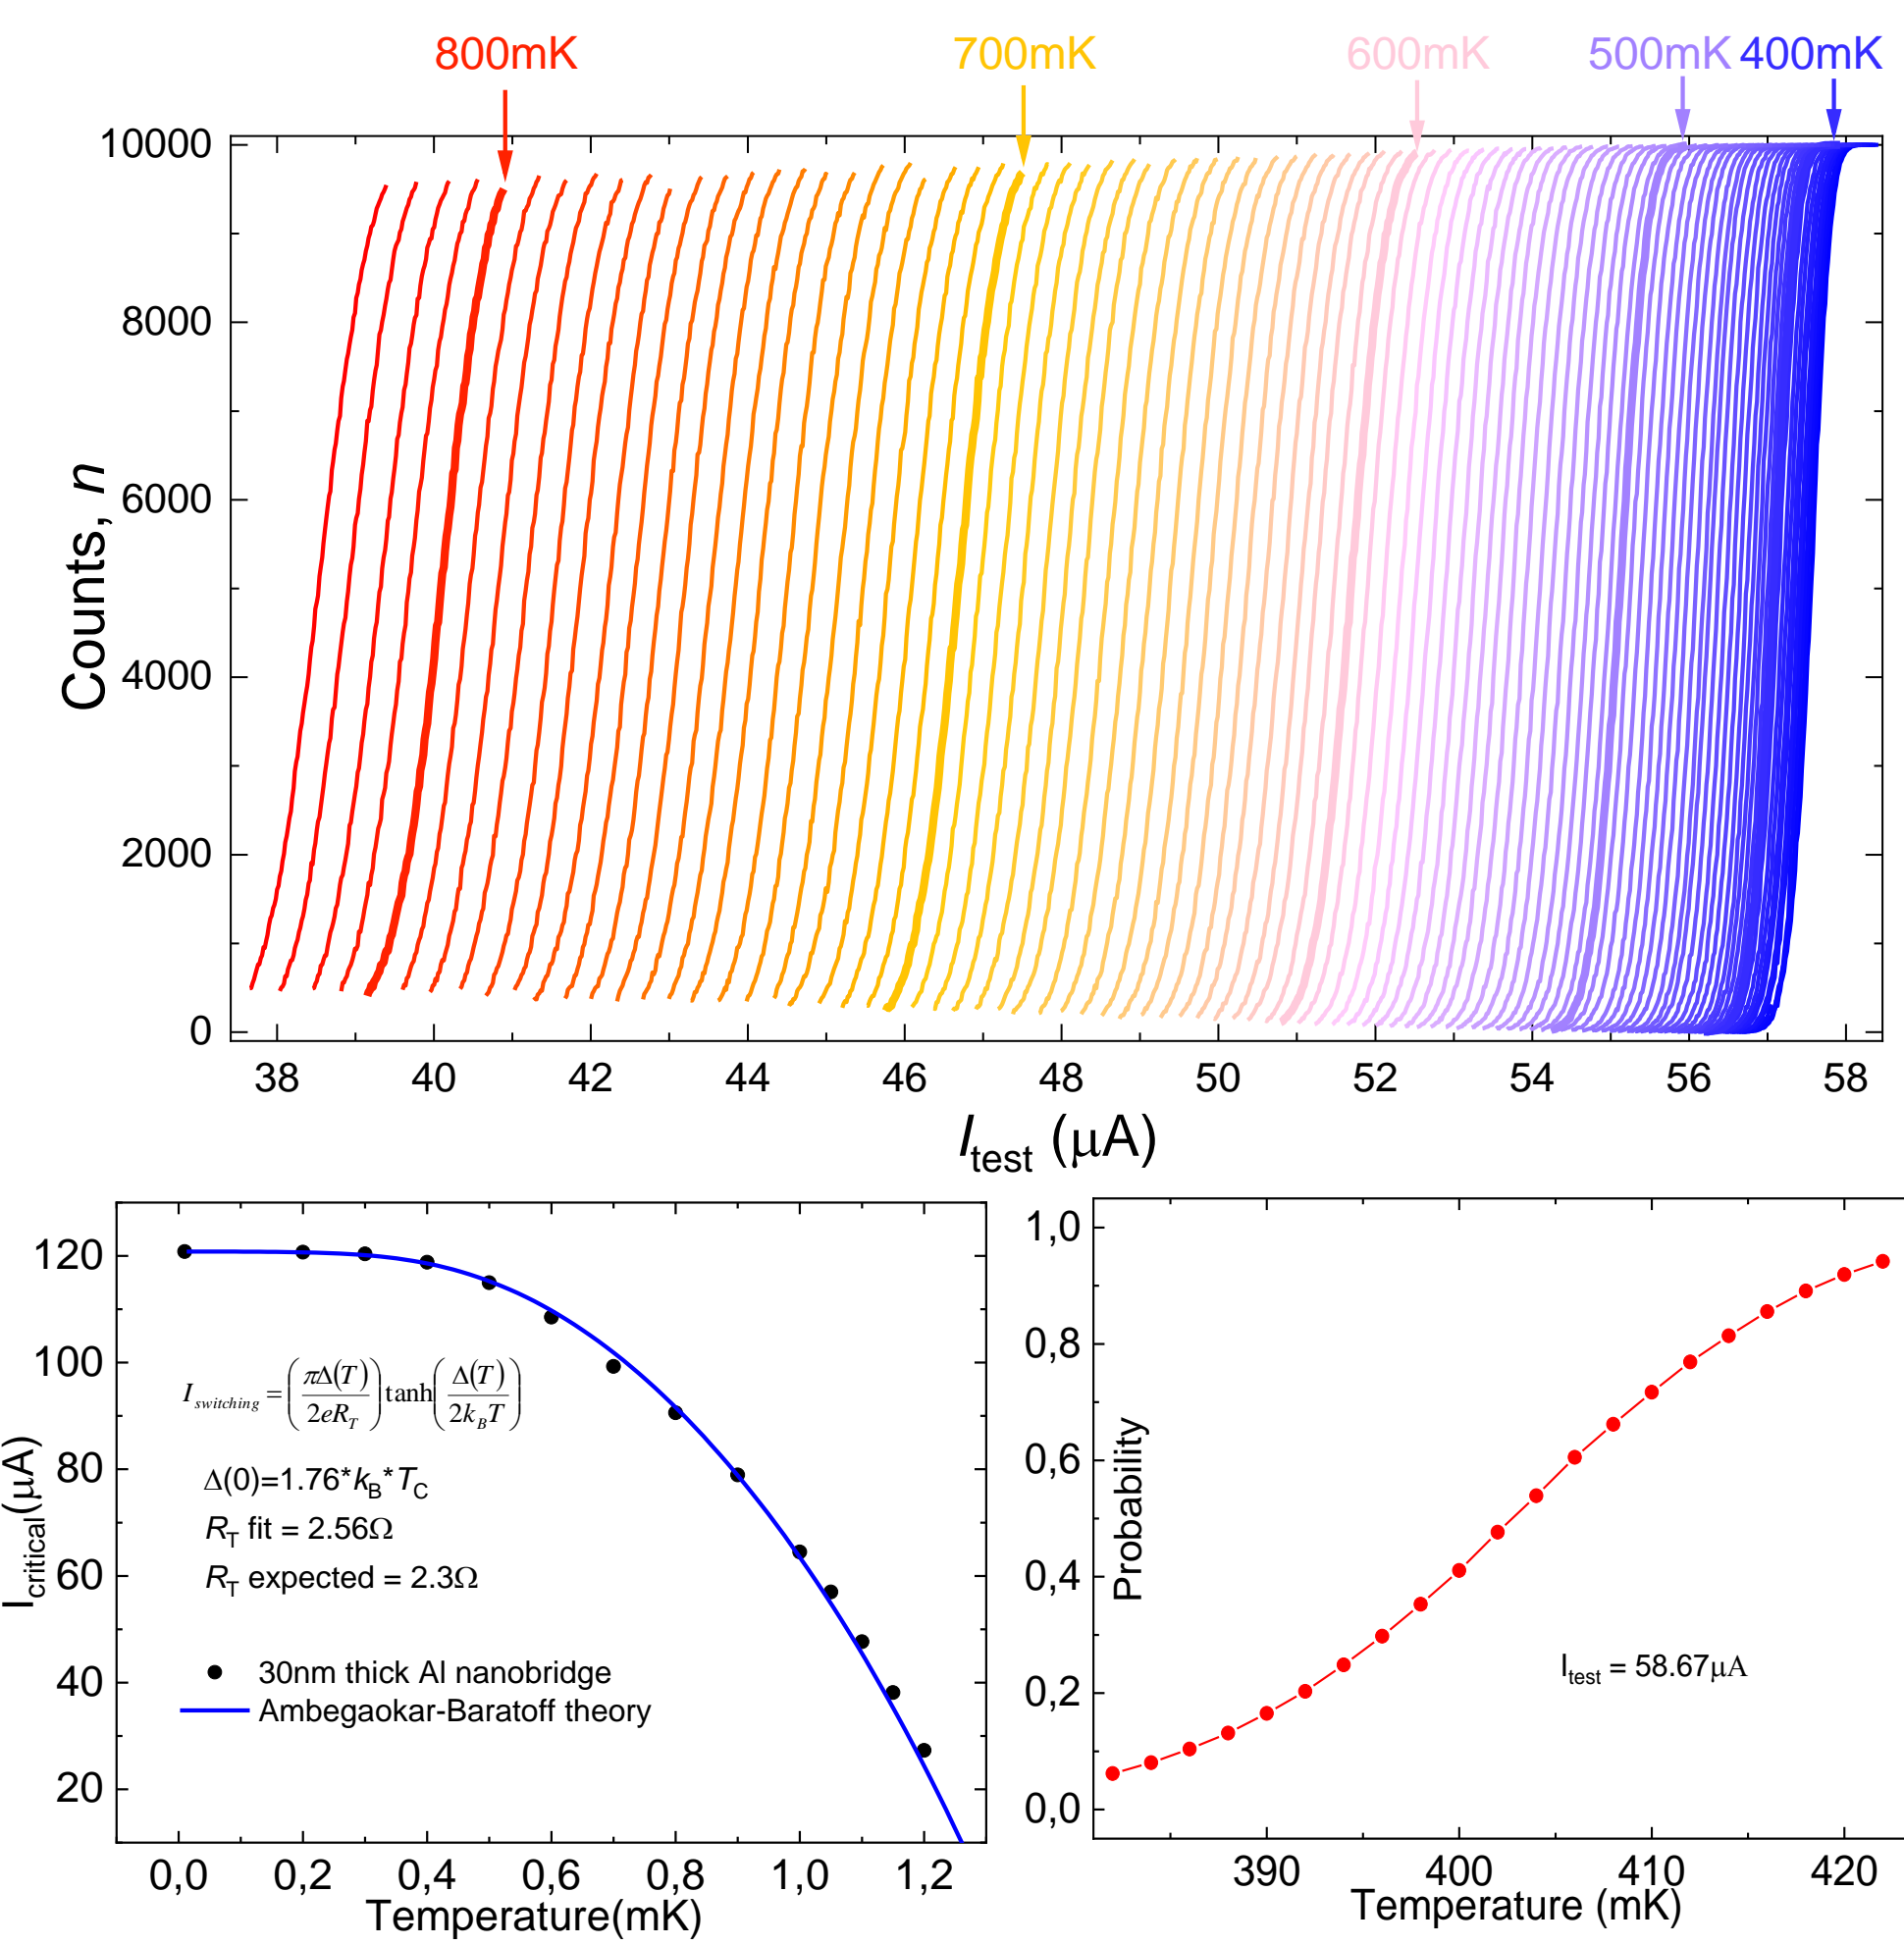 800mK 700mK 600mK 500mK 400mK
10000
8000
6000
4000
2000
0
Counts, n
38 40 42 44 46 48 50 52 54 56 58
I_test (μA)
120
100
80
60
40
20
I_critical (μA)
I_switching = (πΔ(T) / 2eR_T) tanh(Δ(T) / 2k_BT)
Δ(0)=1.76*k_B*T_C
R_T fit = 2.56Ω
R_T expected = 2.3Ω
30nm thick Al nanobridge
Ambegaokar-Baratoff theory
0,0 0,2 0,4 0,6 0,8 1,0 1,2
Temperature(mK)
1,0
0,8
0,6
0,4
0,2
0,0
Probability
I_test = 58.67μA
390 400 410 420
Temperature (mK)